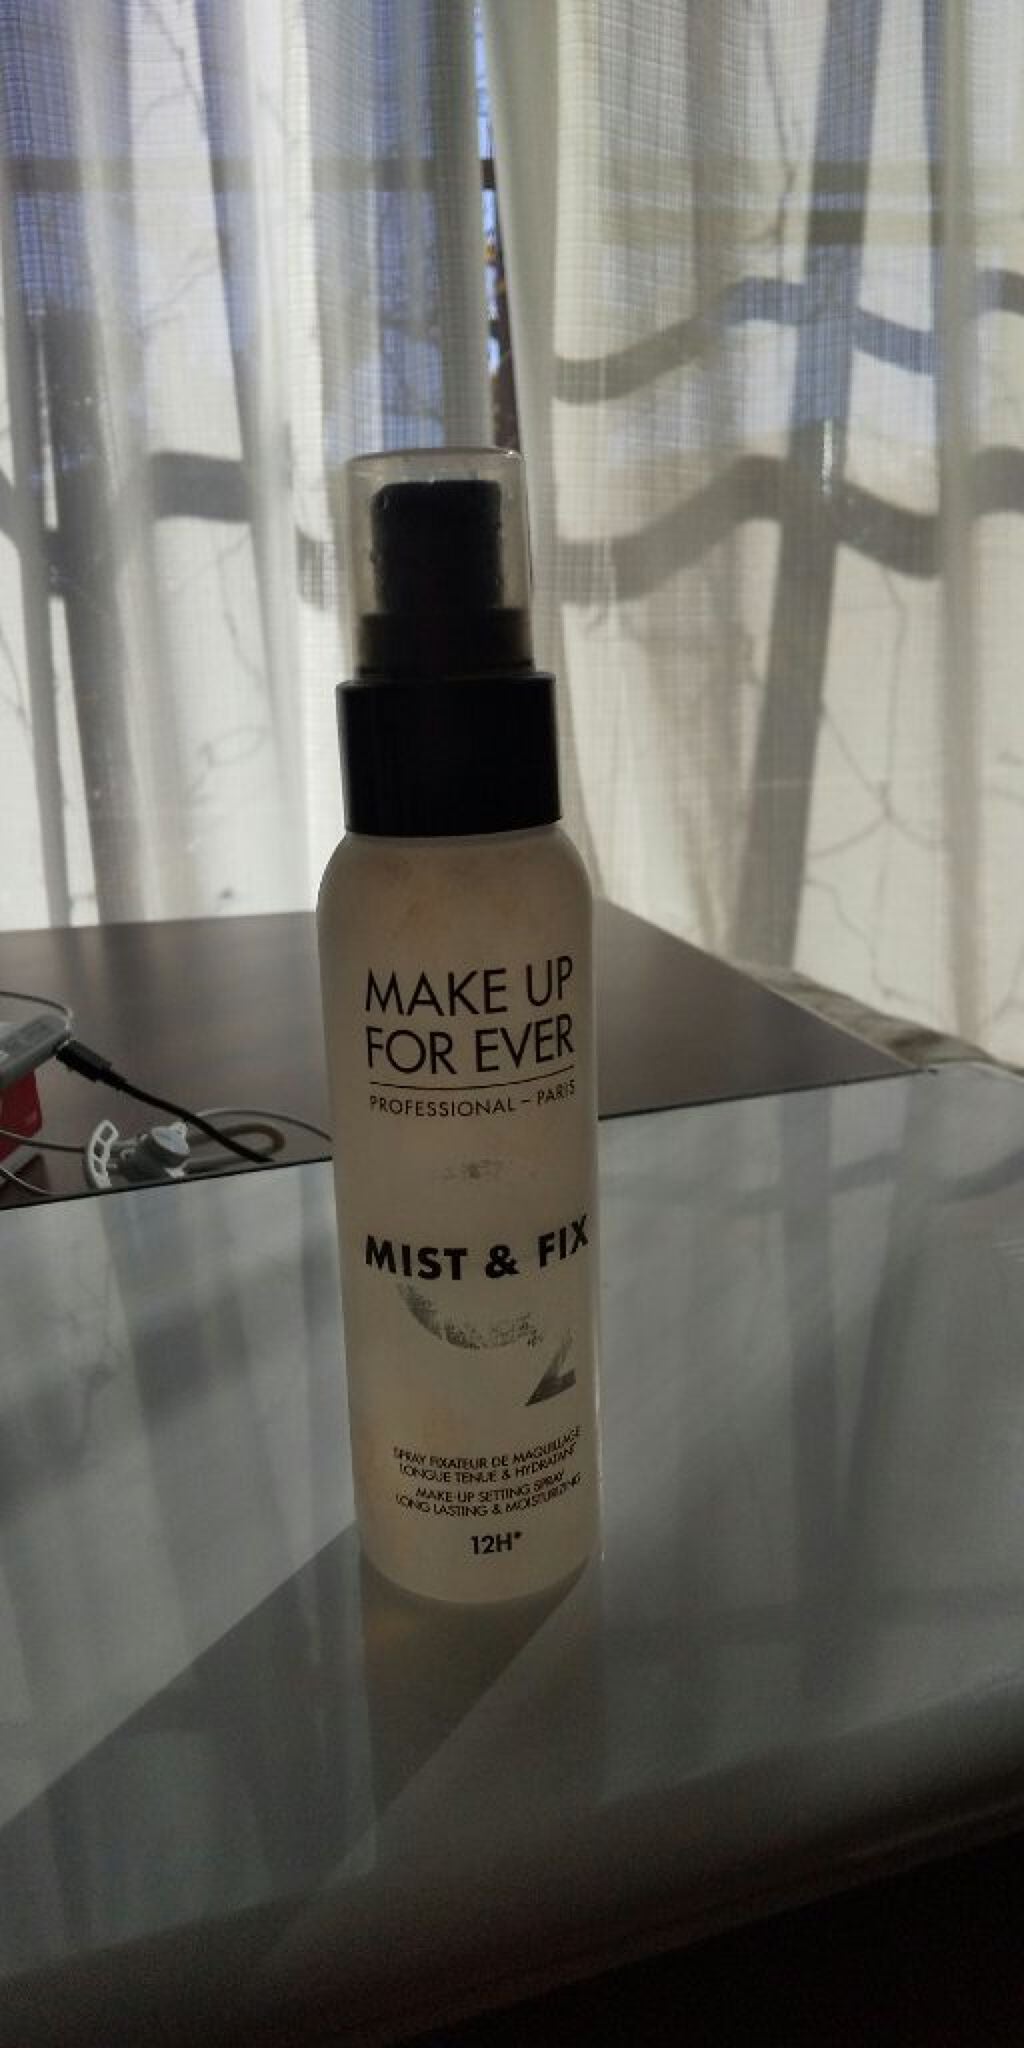 MAKE UP
FOR EVER
PROFESSIONAL – PARIS
MIST & FIX
SPRAY FIXATEUR DE MAQUILLAGE
LONGUE TENUE & HYDRATANT
MAKE-UP SETTING SPRAY
LONG LASTING & MOISTURIZING
12H*